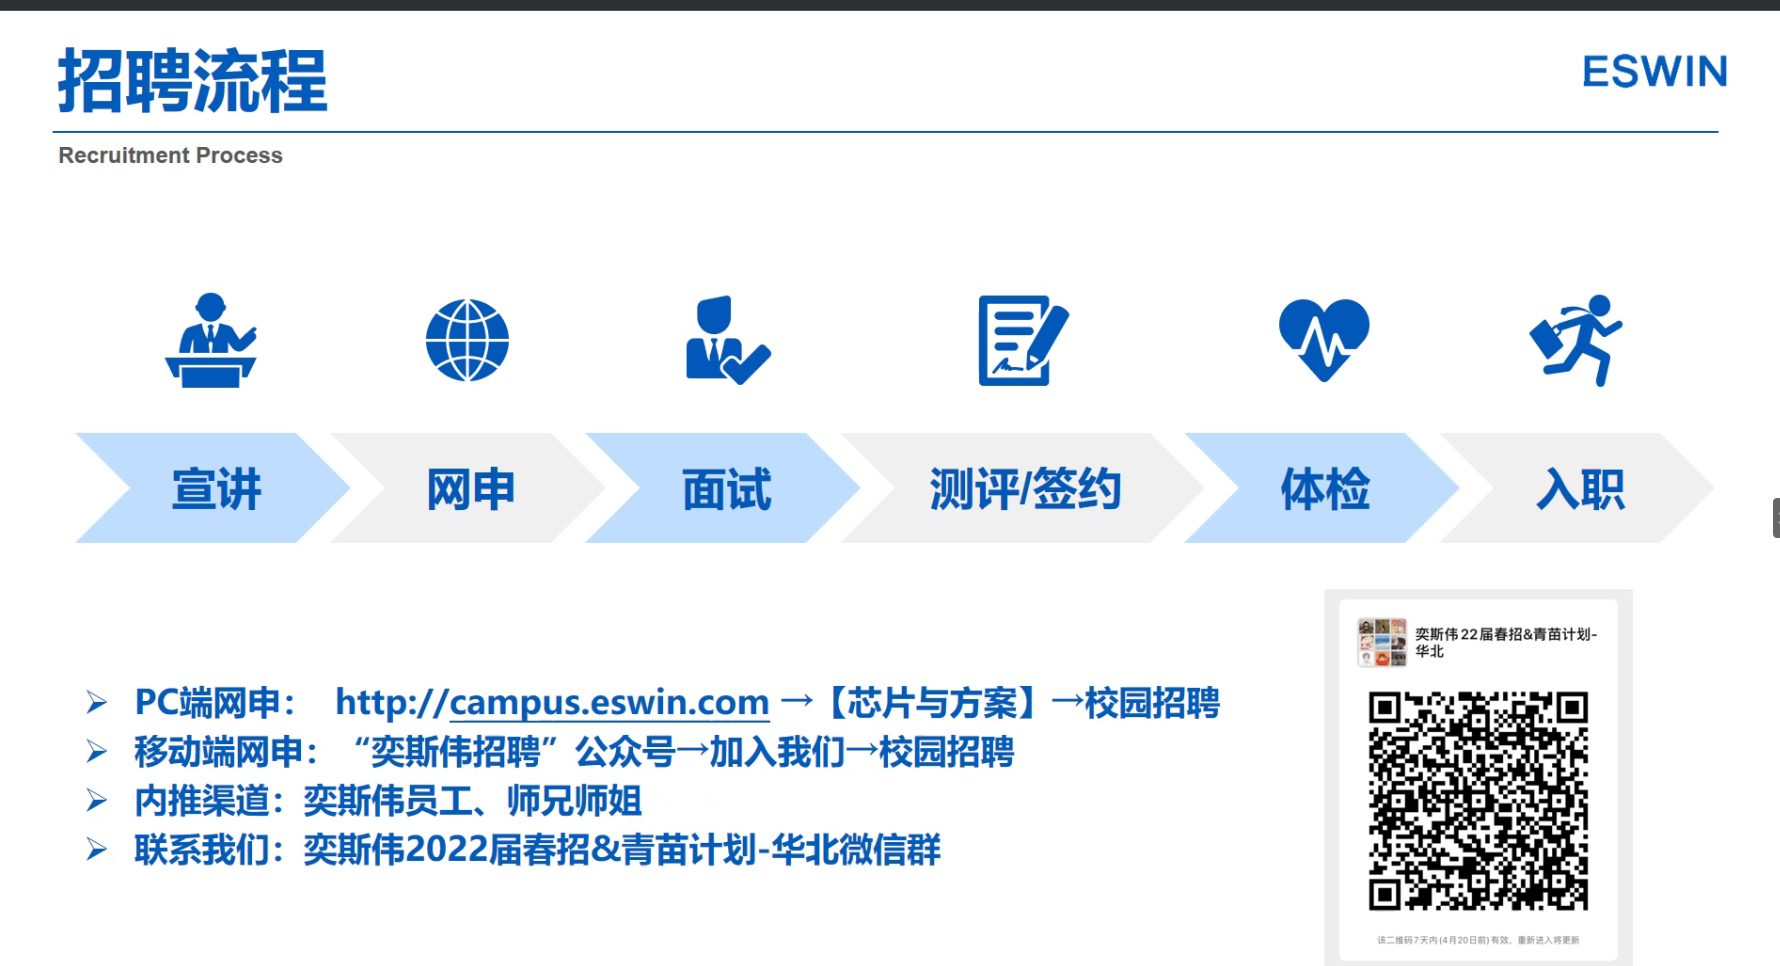 招聘流程
ESWIN
Recruitment Process
宣讲
网申
面试
测评/签约
体检
入职
奕斯伟22届春招&青苗计划-
华北
➢ PC端网申： http://campus.eswin.com →【芯片与方案】→校园招聘
➢ 移动端网申：“奕斯伟招聘”公众号→加入我们→校园招聘
➢ 内推渠道：奕斯伟员工、师兄师姐
➢ 联系我们：奕斯伟2022届春招&青苗计划-华北微信群
该二维码7天内(4月20日前)有效，重新进入将更新